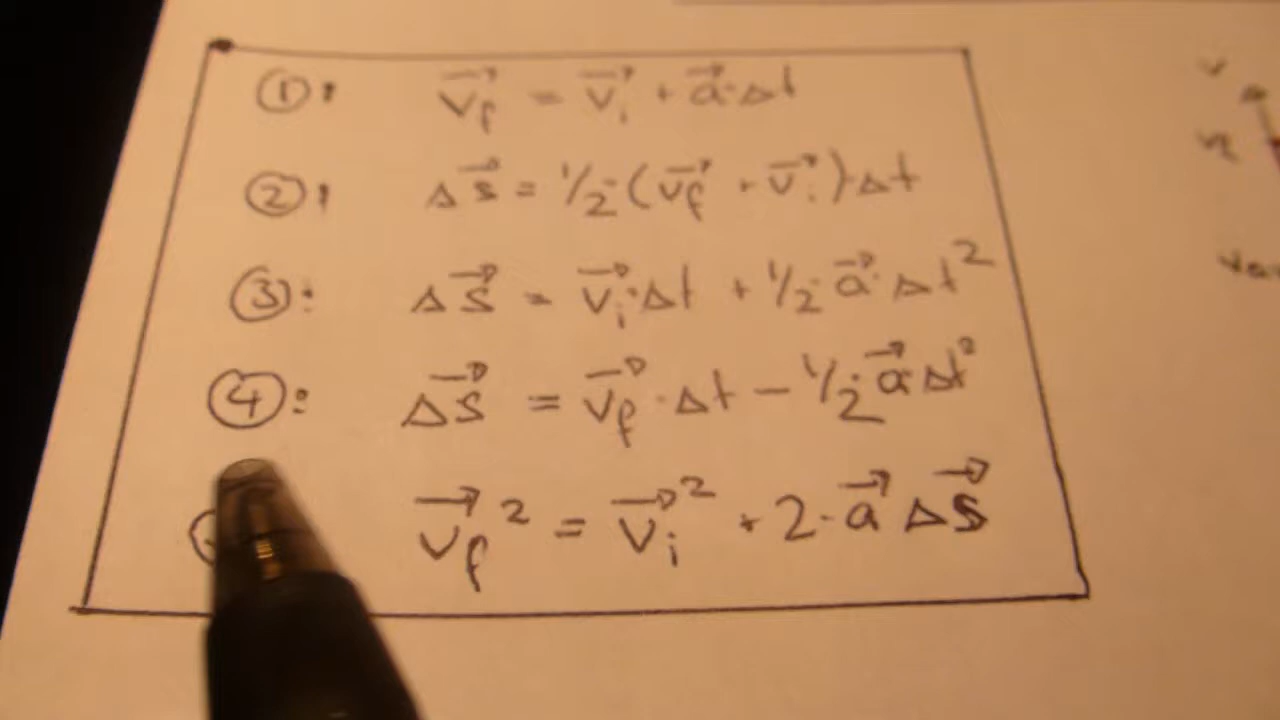 ①: v⃗f = v⃗i + a⃗·Δt
②: Δs⃗ = 1/2·(v⃗f + v⃗i)·Δt
③: Δs⃗ = v⃗i·Δt + 1/2·a⃗·Δt²
④: Δs⃗ = v⃗f·Δt − 1/2·a⃗·Δt²
v⃗f² = v⃗i² + 2·a⃗ Δs⃗